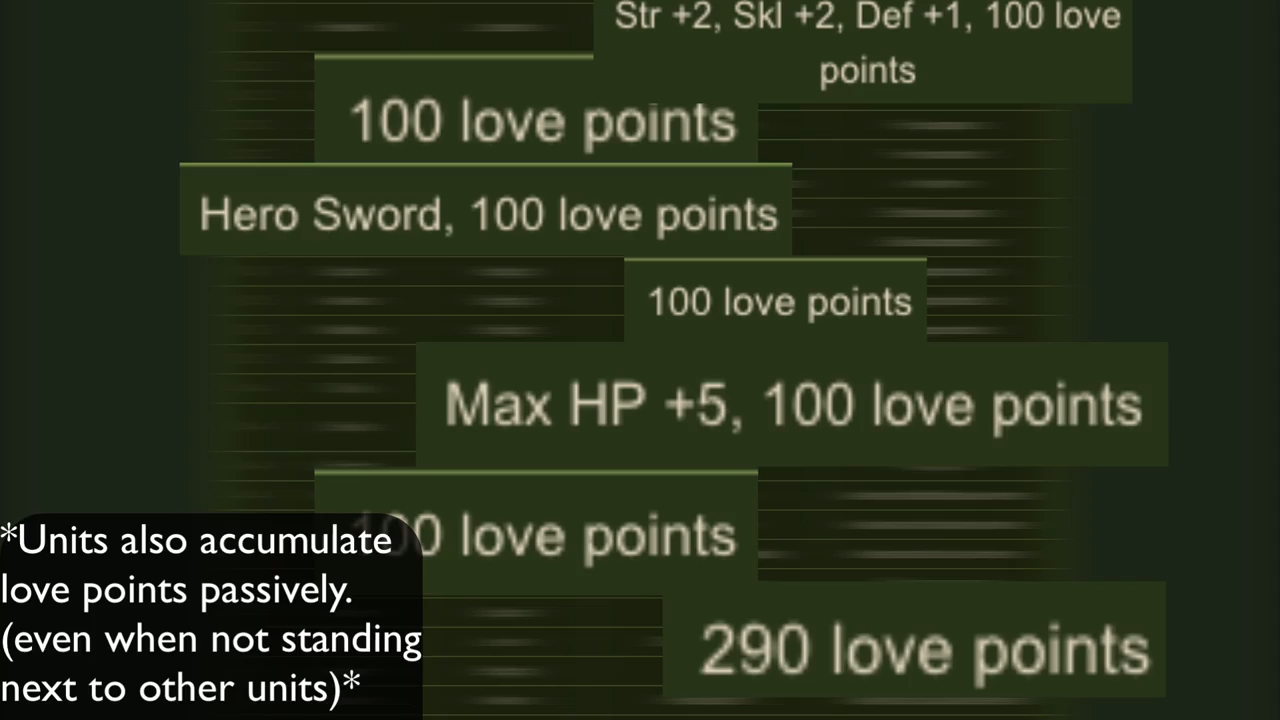 Str +2, Skl +2, Def +1, 100 love
points
100 love points
Hero Sword, 100 love points
100 love points
Max HP +5, 100 love points
100 love points
*Units also accumulate
love points passively.
(even when not standing
next to other units)*
290 love points